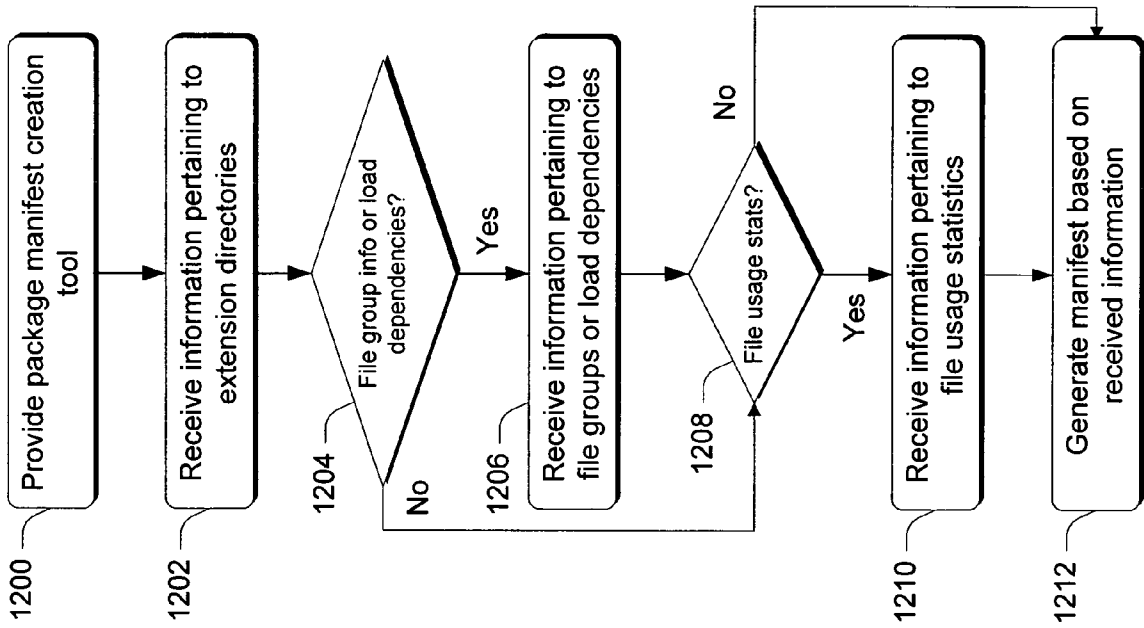 1200
Provide package manifest creation
tool
1202
Receive information pertaining to
extension directories
1204
File group info or load
dependencies?
No
Yes
1206
Receive information pertaining to
file groups or load dependencies
1208
File usage stats?
No
Yes
1210
Receive information pertaining to
file usage statistics
1212
Generate manifest based on
received information